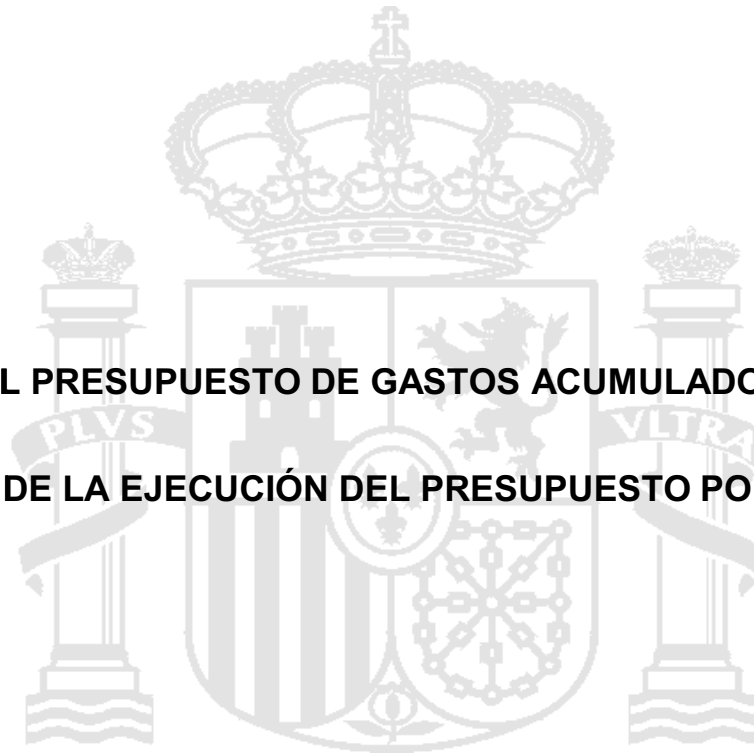 L PRESUPUESTO DE GASTOS ACUMULADO
PLVS
VLTRA
DE LA EJECUCIÓN DEL PRESUPUESTO PO